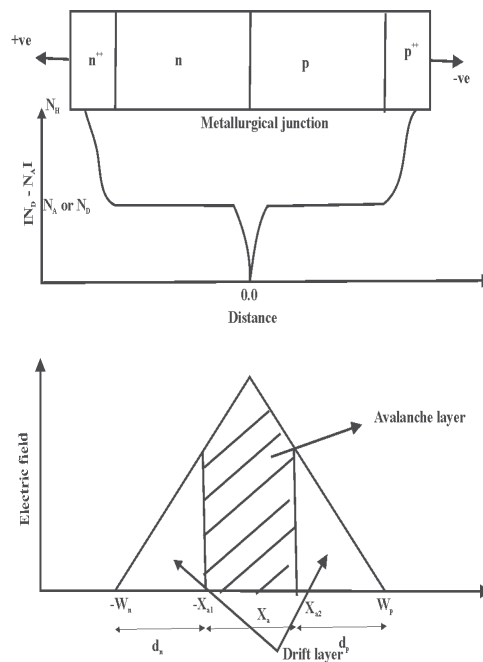 +ve
n++
n
p
p++
-ve
N_H
Metallurgical junction
|N_D - N_A|
N_A or N_D
0.0
Distance
Electric field
Avalanche layer
-W_n
-X_a1
X_a
X_a2
W_p
d_n
d_p
Drift layer